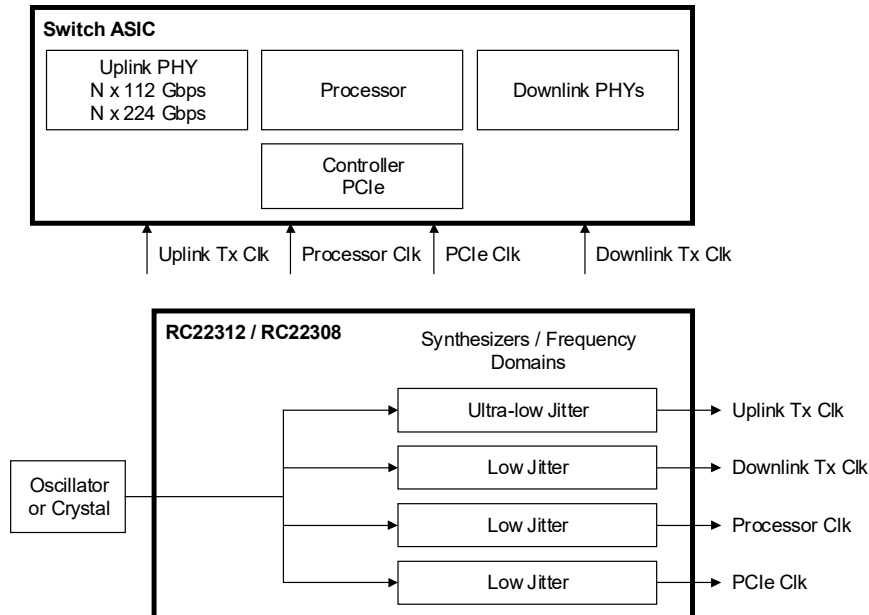 Switch ASIC
Uplink PHY
N x 112 Gbps
N x 224 Gbps
Processor
Downlink PHYs
Controller
PCIe
Uplink Tx Clk
Processor Clk
PCIe Clk
Downlink Tx Clk
RC22312 / RC22308
Synthesizers / Frequency
Domains
Ultra-low Jitter
Uplink Tx Clk
Low Jitter
Downlink Tx Clk
Oscillator
or Crystal
Low Jitter
Processor Clk
Low Jitter
PCIe Clk